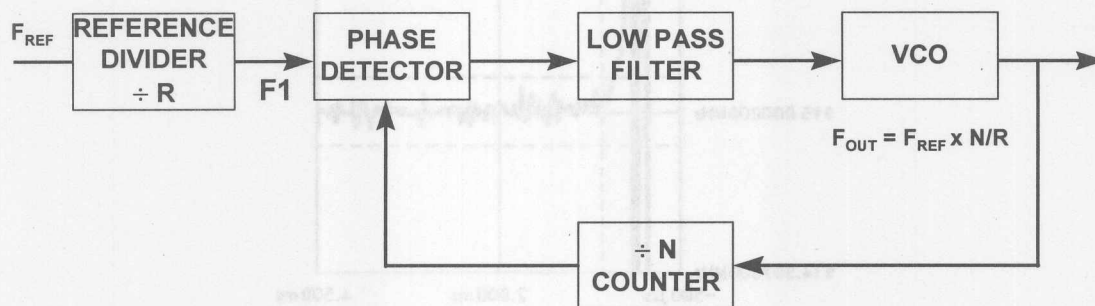 F_REF
REFERENCE
DIVIDER
÷ R
F1
PHASE
DETECTOR
LOW PASS
FILTER
VCO
F_OUT = F_REF x N/R
÷ N
COUNTER